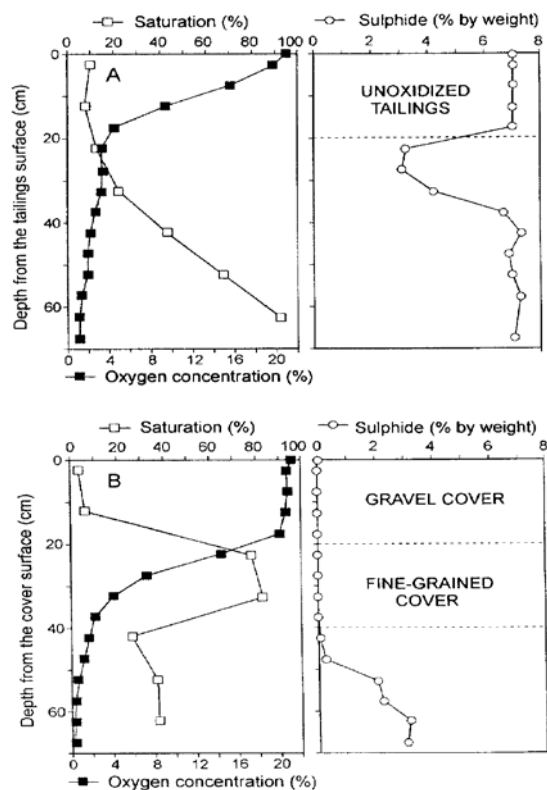 Saturation (%)
Sulphide (% by weight)
0 20 40 60 80 100
0 2 4 6 8
A
UNOXIDIZED
TAILINGS
Depth from the tailings surface (cm)
0
20
40
60
0 4 8 12 16 20
Oxygen concentration (%)
Saturation (%)
Sulphide (% by weight)
0 20 40 60 80 100
0 2 4 6 8
B
GRAVEL COVER
FINE-GRAINED
COVER
Depth from the cover surface (cm)
0
20
40
60
0 4 8 12 16 20
Oxygen concentration (%)